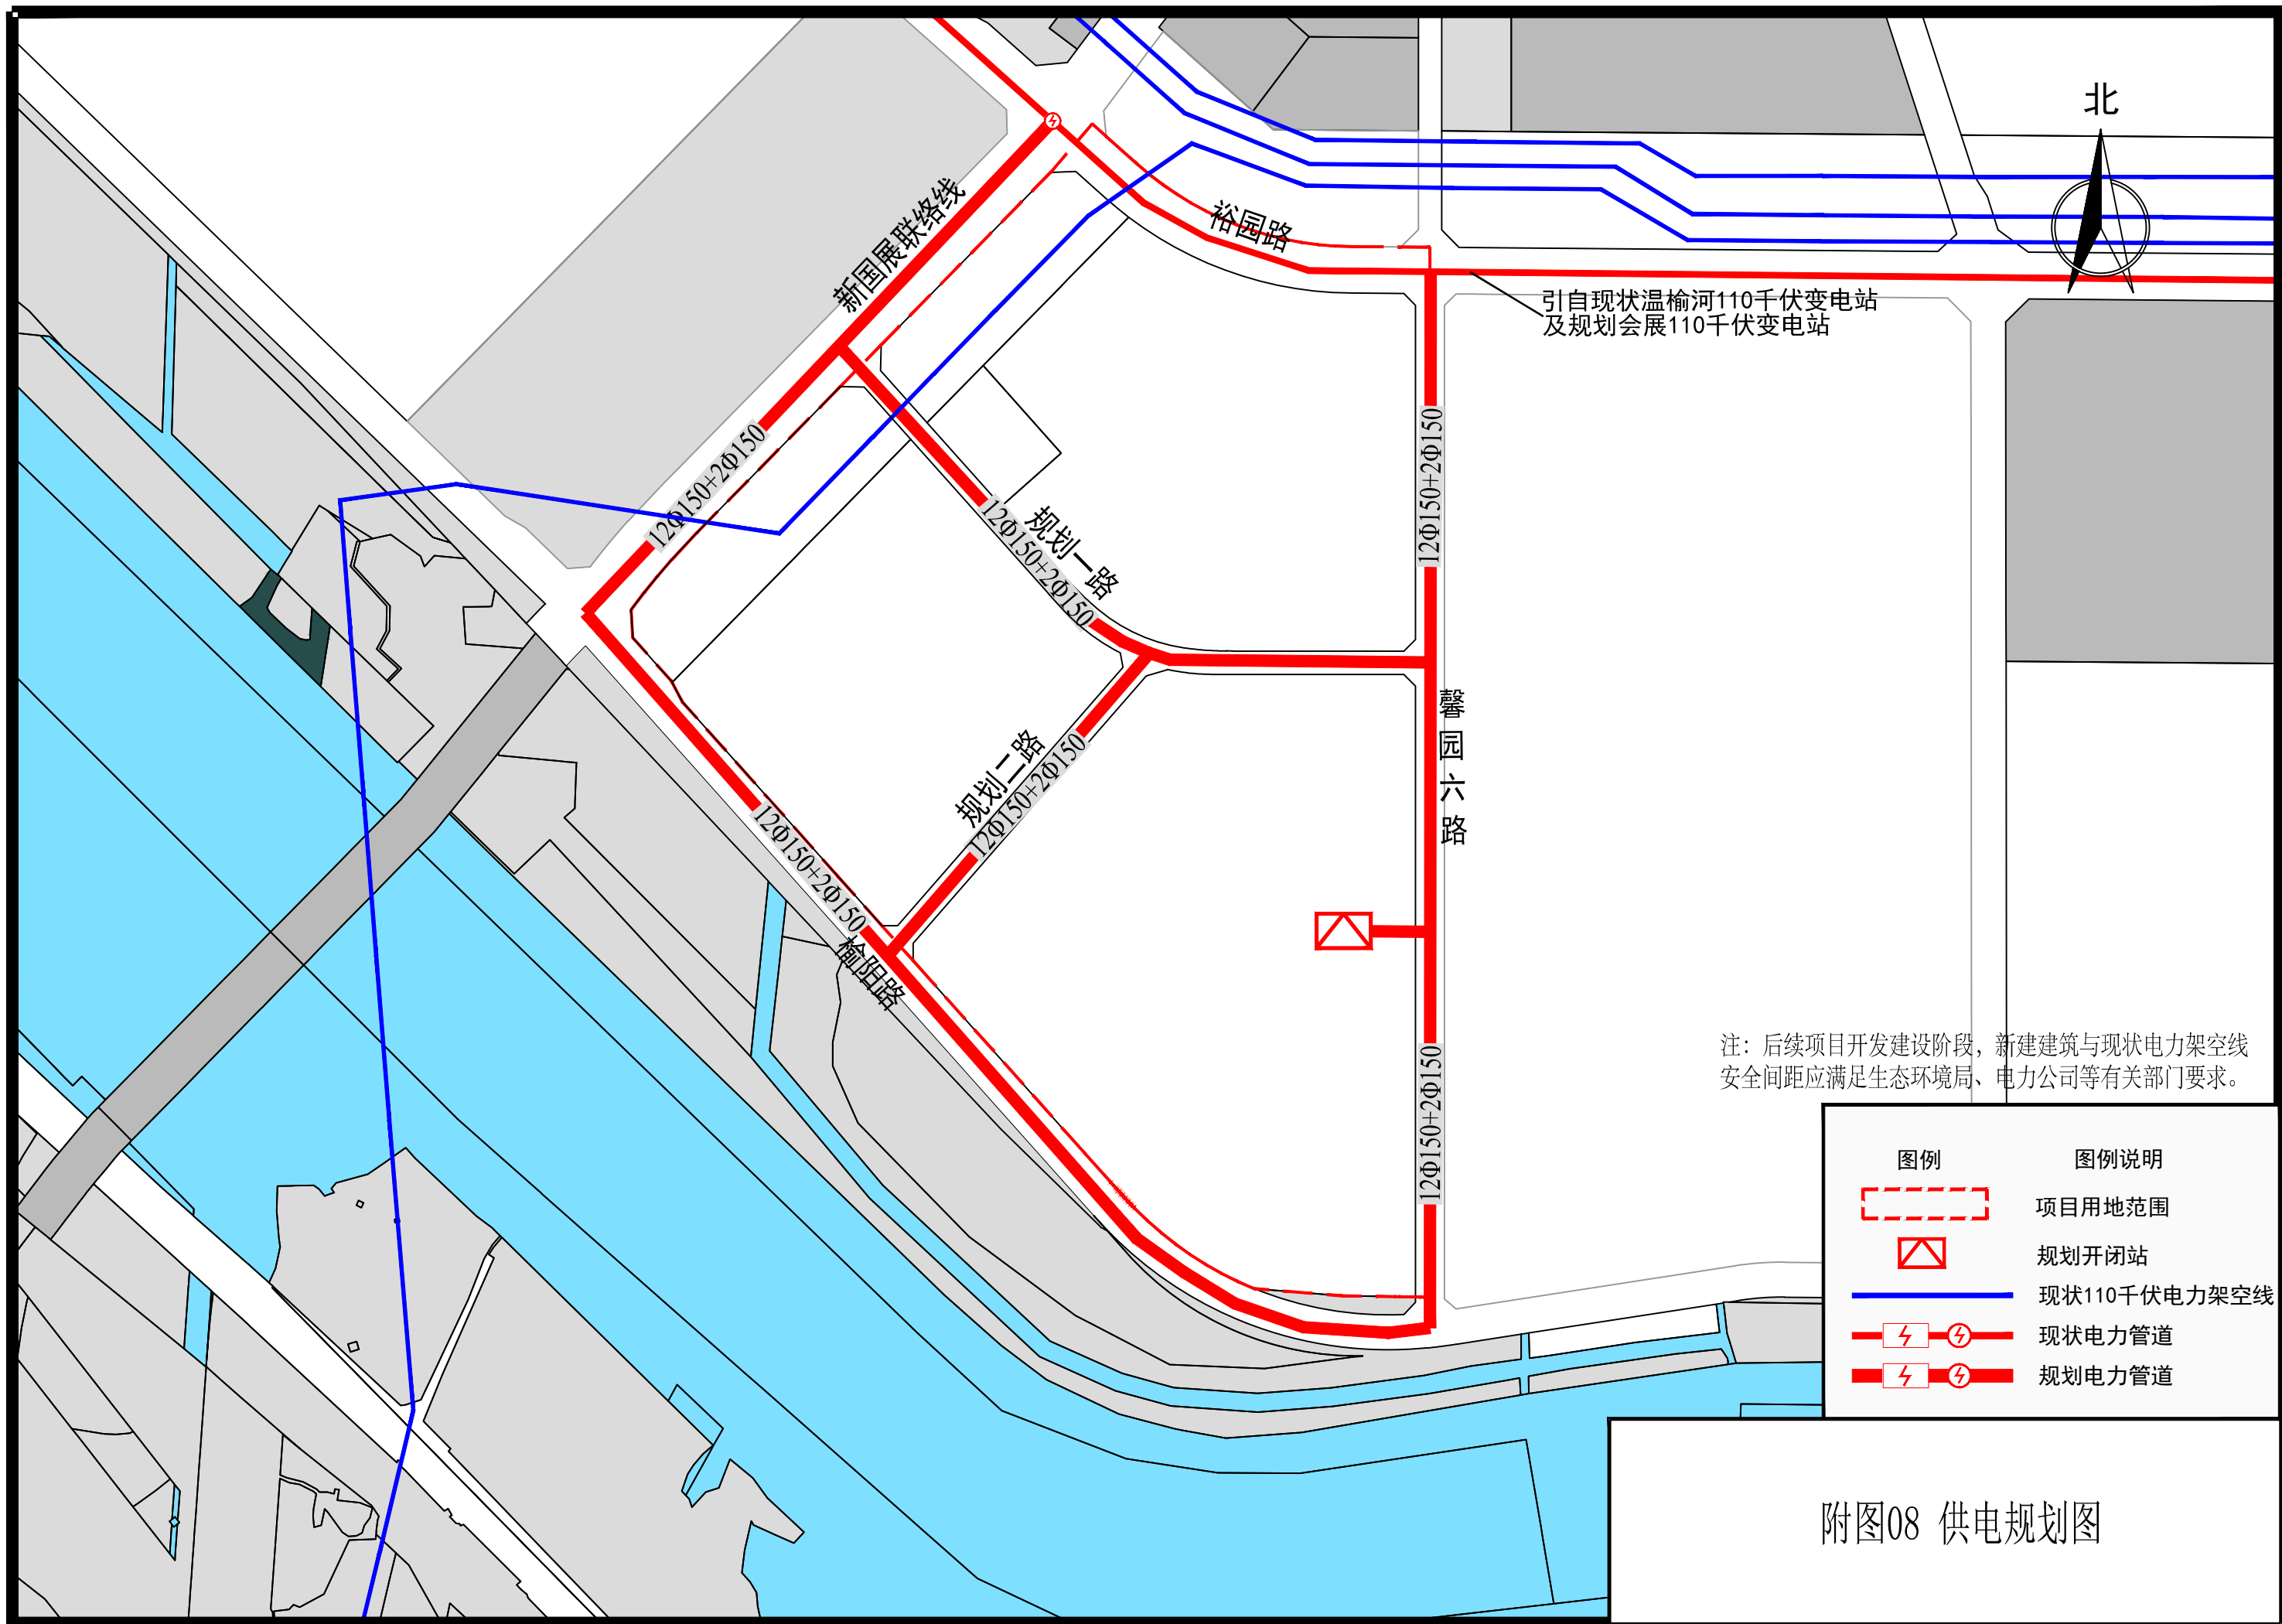 北
裕园路
新国展联络线
引自现状温榆河110千伏变电站
及规划会展110千伏变电站
12Φ150+2Φ150
12Φ150+2Φ150
规划一路
12Φ150+2Φ150
馨园六路
规划二路
12Φ150+2Φ150
12Φ150+2Φ150
榆阳路
12Φ150+2Φ150
注：后续项目开发建设阶段，新建建筑与现状电力架空线
安全间距应满足生态环境局、电力公司等有关部门要求。
图例 图例说明
项目用地范围
规划开闭站
现状110千伏电力架空线
现状电力管道
规划电力管道
附图08 供电规划图